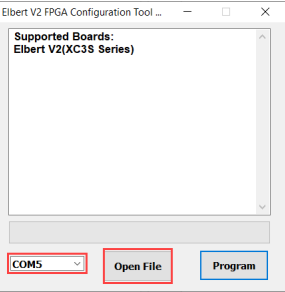 Elbert V2 FPGA Configuration Tool ...
Supported Boards:
Elbert V2(XC3S Series)
COM5
Open File
Program